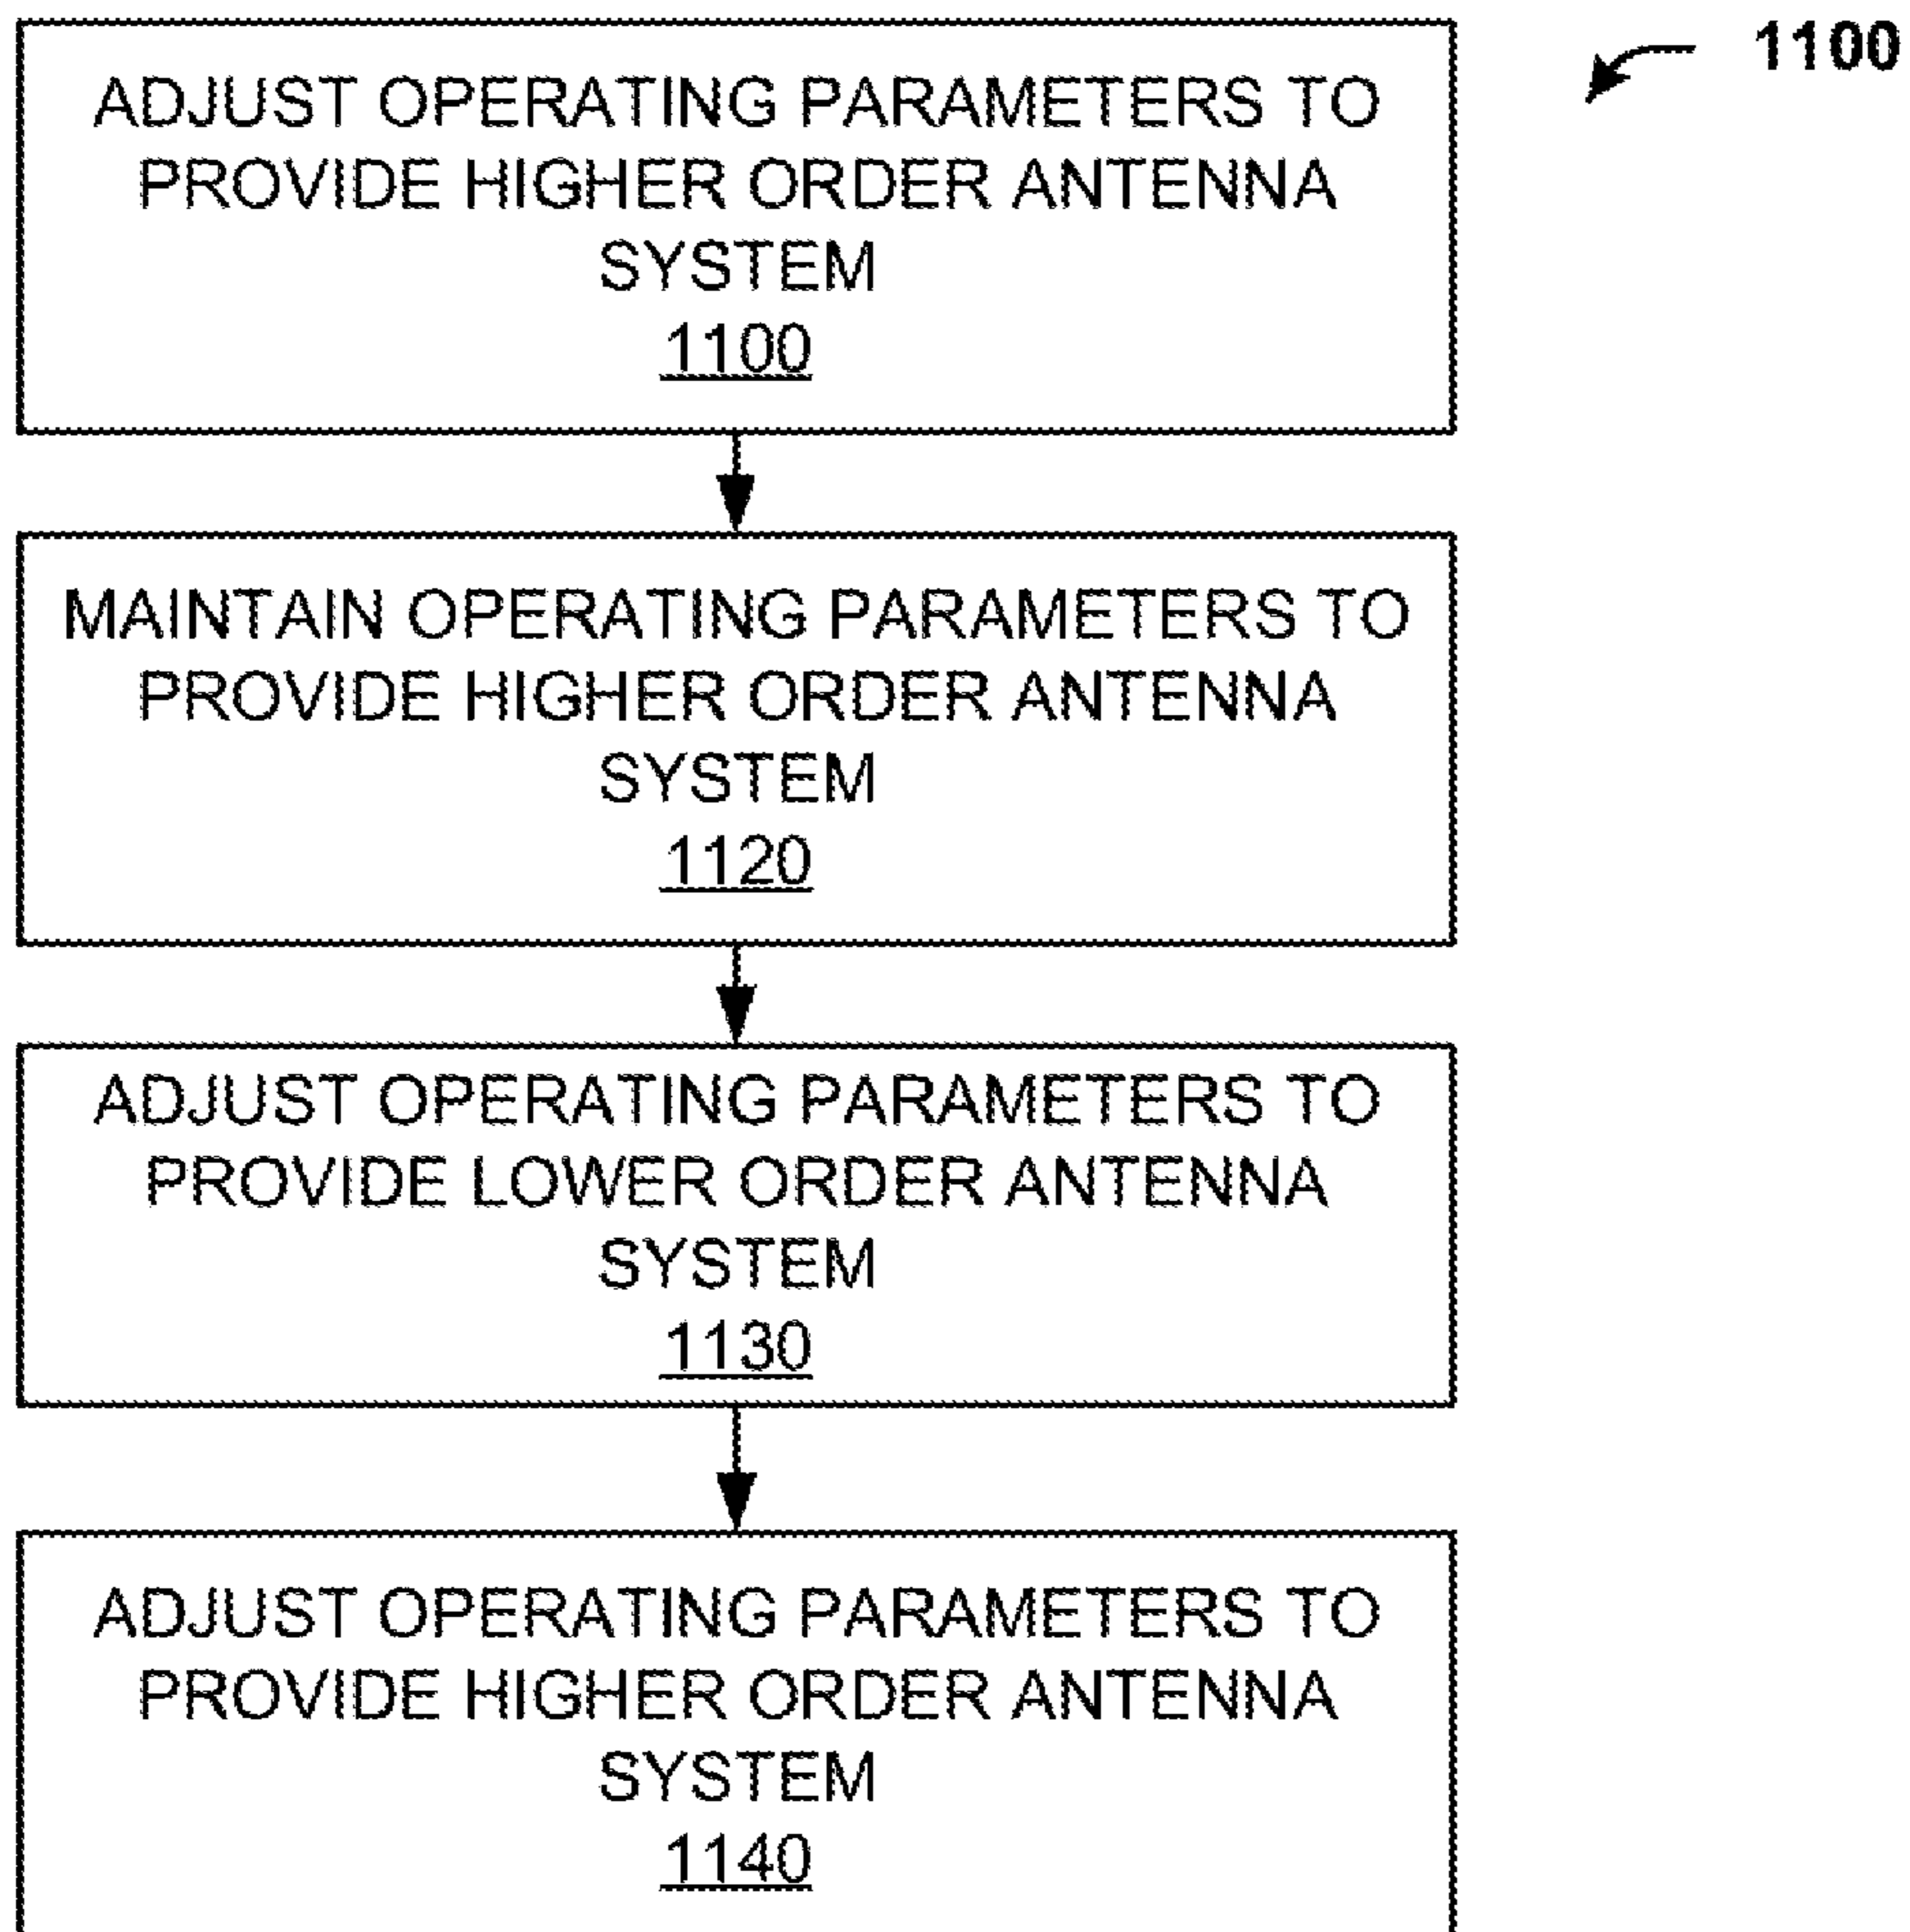 1100
ADJUST OPERATING PARAMETERS TO
PROVIDE HIGHER ORDER ANTENNA
SYSTEM
1100
MAINTAIN OPERATING PARAMETERS TO
PROVIDE HIGHER ORDER ANTENNA
SYSTEM
1120
ADJUST OPERATING PARAMETERS TO
PROVIDE LOWER ORDER ANTENNA
SYSTEM
1130
ADJUST OPERATING PARAMETERS TO
PROVIDE HIGHER ORDER ANTENNA
SYSTEM
1140